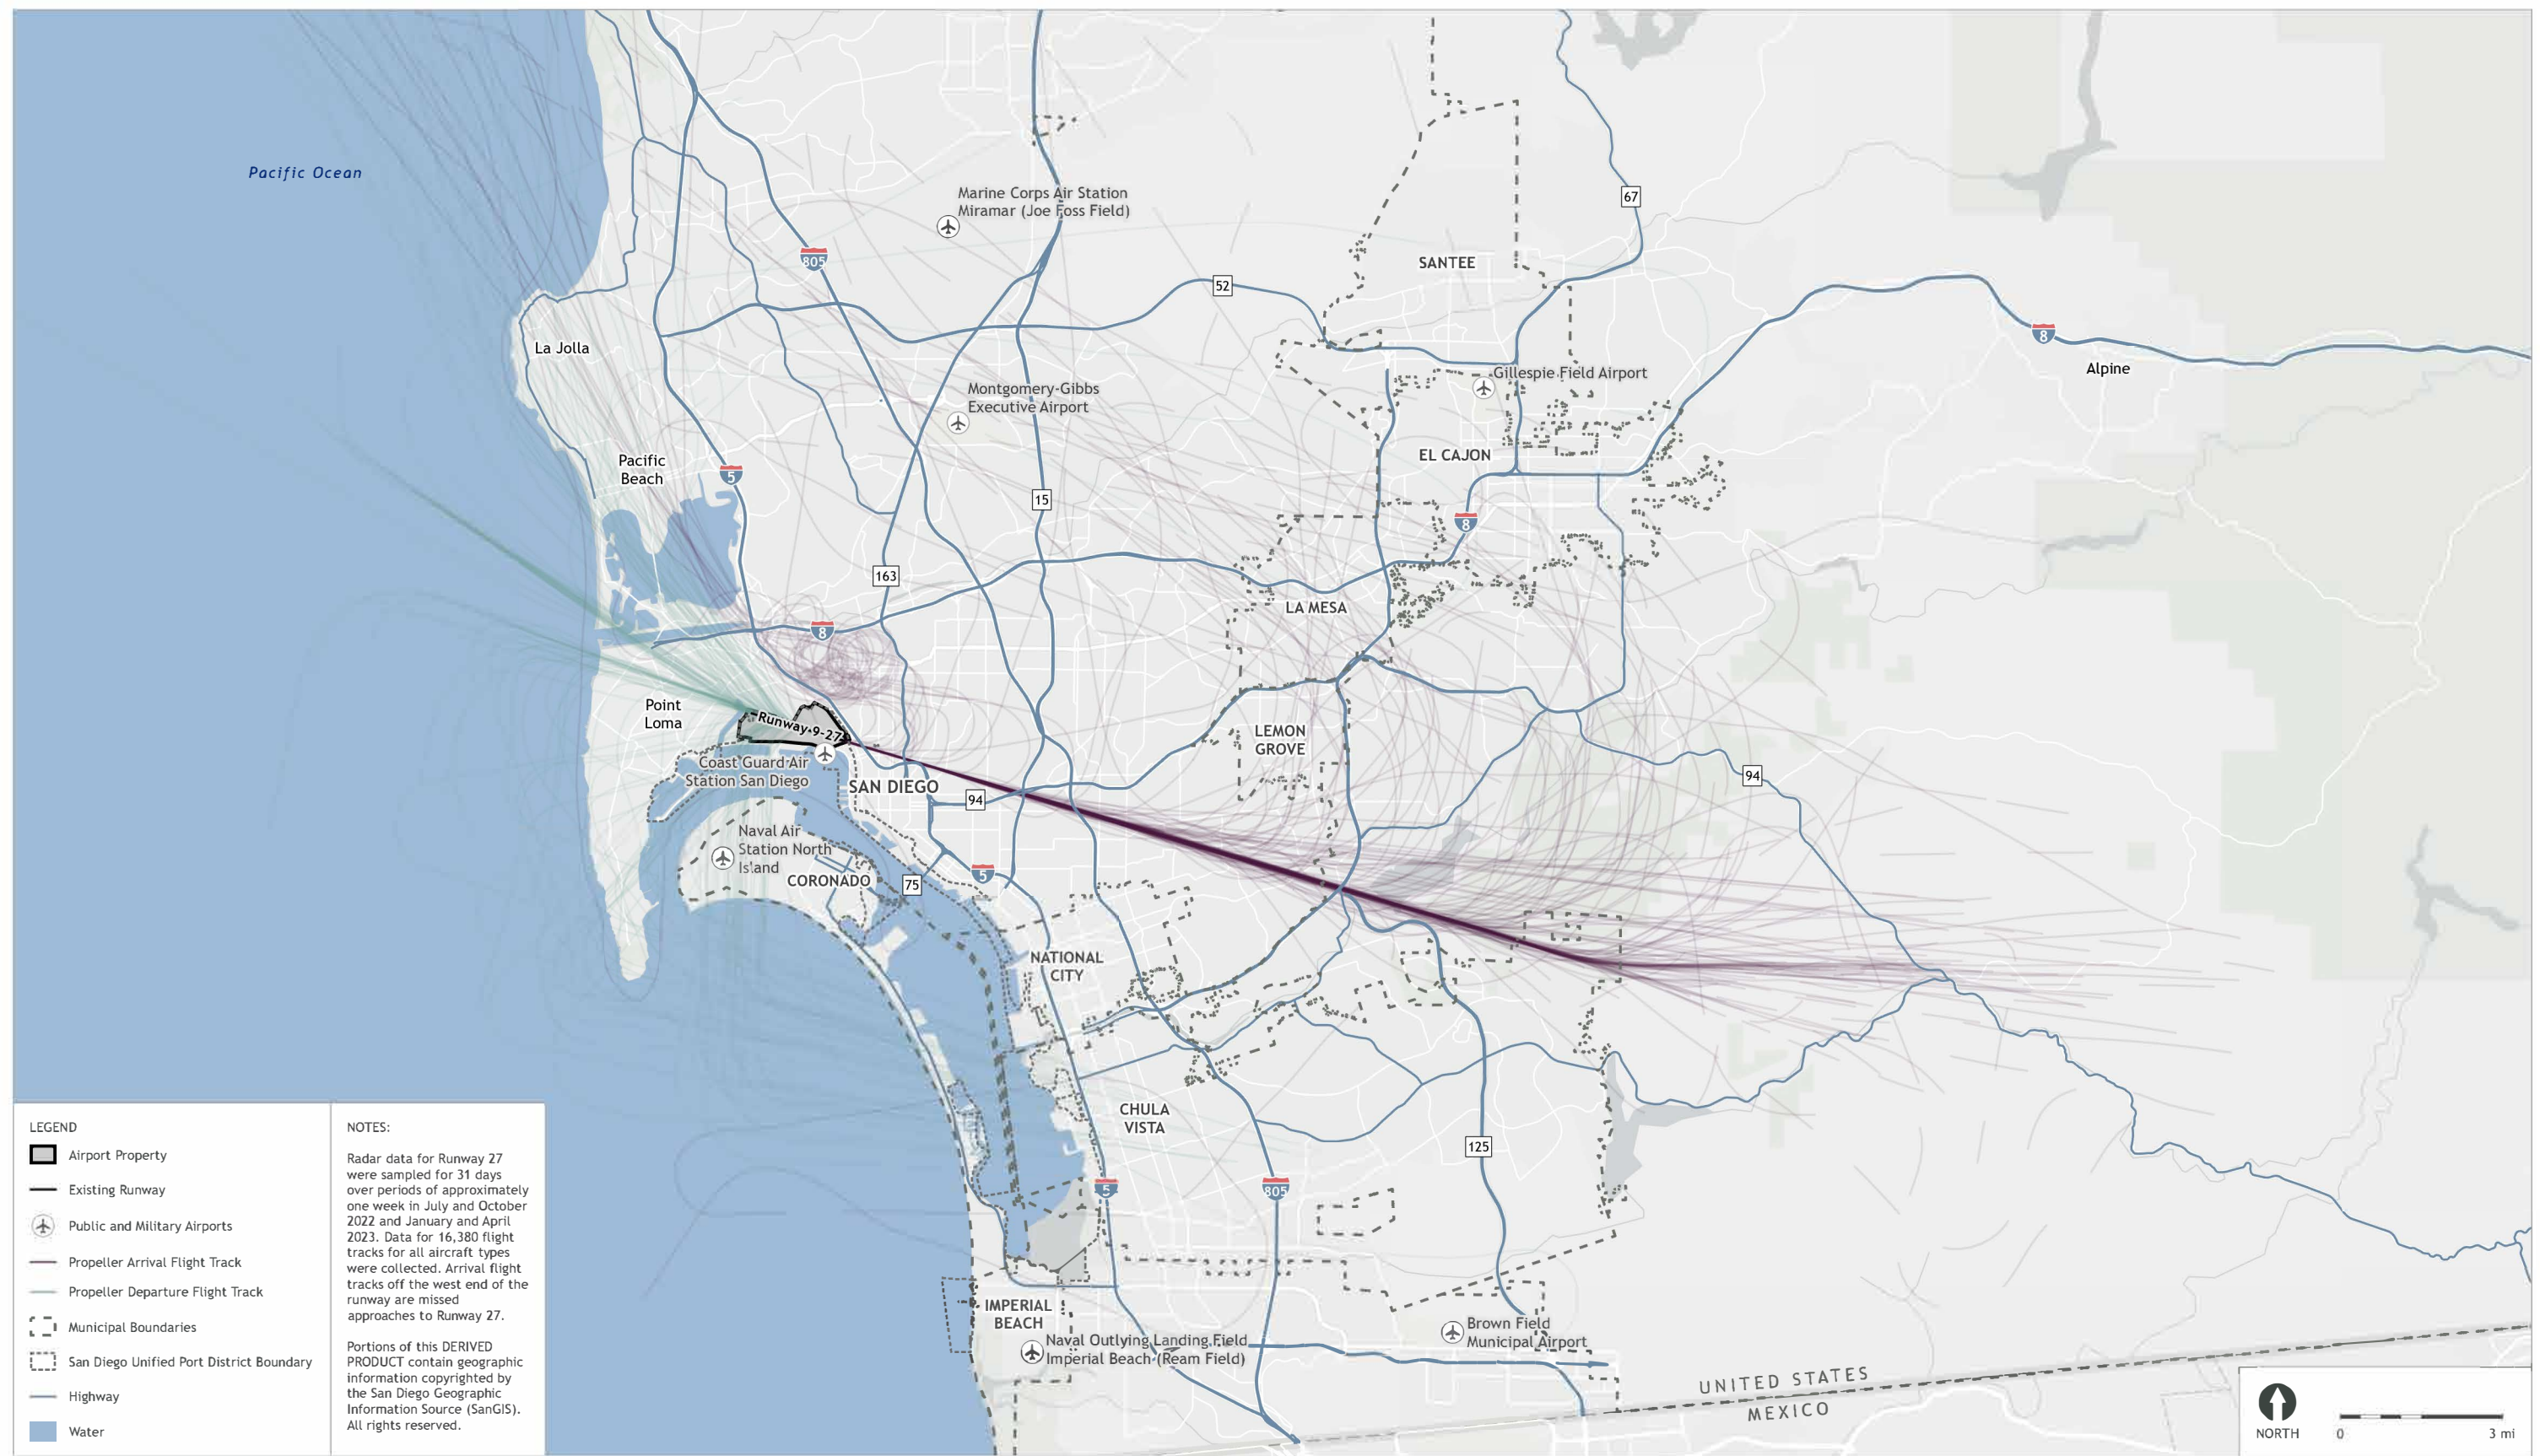 Pacific Ocean
Marine Corps Air Station
Miramar (Joe Foss Field)
67
805
SANTEE
52
8
La Jolla
Alpine
Gillespie Field Airport
Montgomery-Gibbs
Executive Airport
EL CAJON
Pacific
Beach
5
15
8
163
LA MESA
8
Point
Loma
Runway 9-27
LEMON
GROVE
Coast Guard Air
Station San Diego
SAN DIEGO
94
94
Naval Air
Station North
Island
CORONADO
75
5
NATIONAL
CITY
CHULA
VISTA
125
5
805
IMPERIAL
BEACH
Naval Outlying Landing Field
Imperial Beach (Ream Field)
Brown Field
Municipal Airport
UNITED STATES
MEXICO
LEGEND
Airport Property
Existing Runway
Public and Military Airports
Propeller Arrival Flight Track
Propeller Departure Flight Track
Municipal Boundaries
San Diego Unified Port District Boundary
Highway
Water
NOTES:
Radar data for Runway 27
were sampled for 31 days
over periods of approximately
one week in July and October
2022 and January and April
2023. Data for 16,380 flight
tracks for all aircraft types
were collected. Arrival flight
tracks off the west end of the
runway are missed
approaches to Runway 27.
Portions of this DERIVED
PRODUCT contain geographic
information copyrighted by
the San Diego Geographic
Information Source (SanGIS).
All rights reserved.
NORTH
0
3 mi